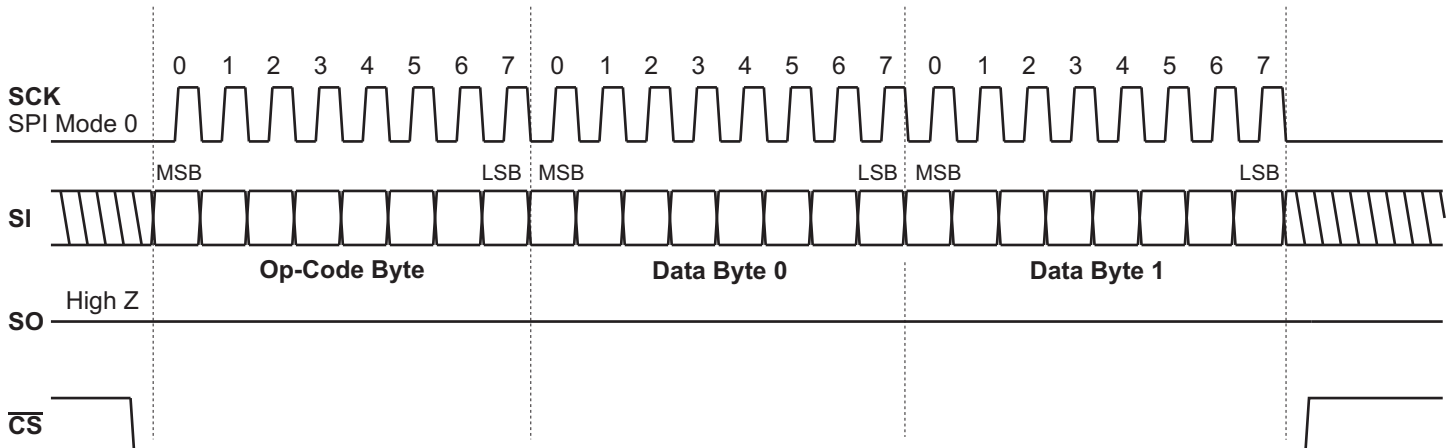 0 1 2 3 4 5 6 7 0 1 2 3 4 5 6 7 0 1 2 3 4 5 6 7
SCK
SPI Mode 0
MSB LSB MSB LSB MSB LSB
SI
Op-Code Byte Data Byte 0 Data Byte 1
High Z
SO
CS